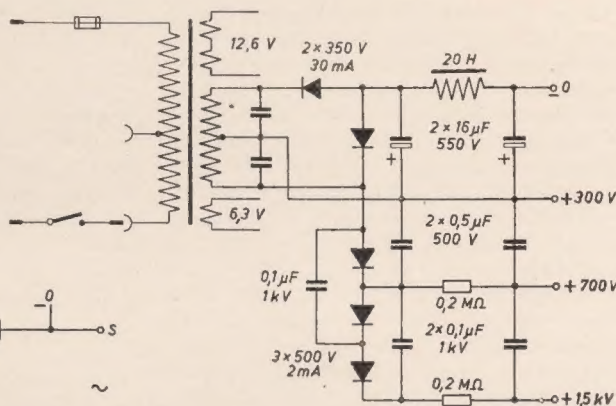 12,6 V
2 × 350 V
30 mA
20 H
0
-
2 × 16 µF
550 V
+
+
+300 V
6,3 V
2 × 0,5 µF
500 V
0,1 µF
1 kV
+700 V
0,2 MΩ
-0
S
2 × 0,1 µF
1 kV
3 × 500 V
2 mA
0,2 MΩ
+1,5 kV
~